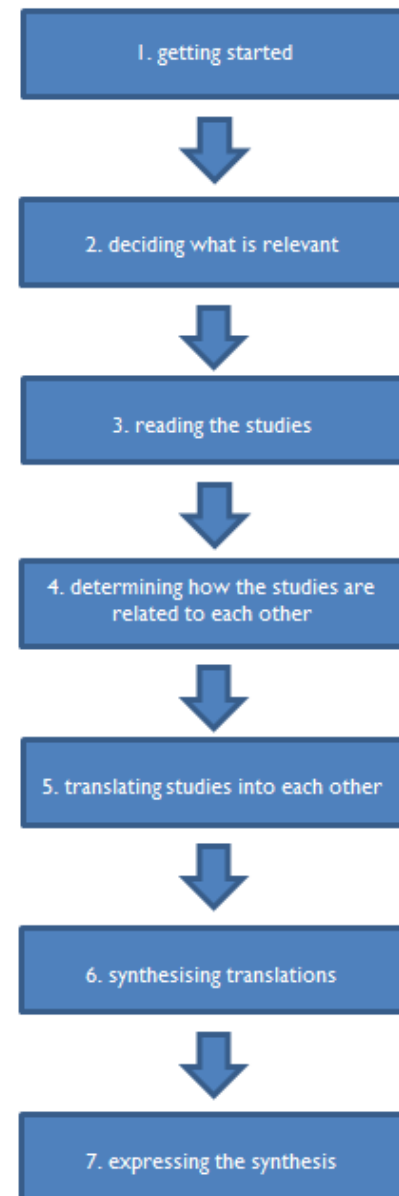 1. getting started
2. deciding what is relevant
3. reading the studies
4. determining how the studies are
related to each other
5. translating studies into each other
6. synthesising translations
7. expressing the synthesis